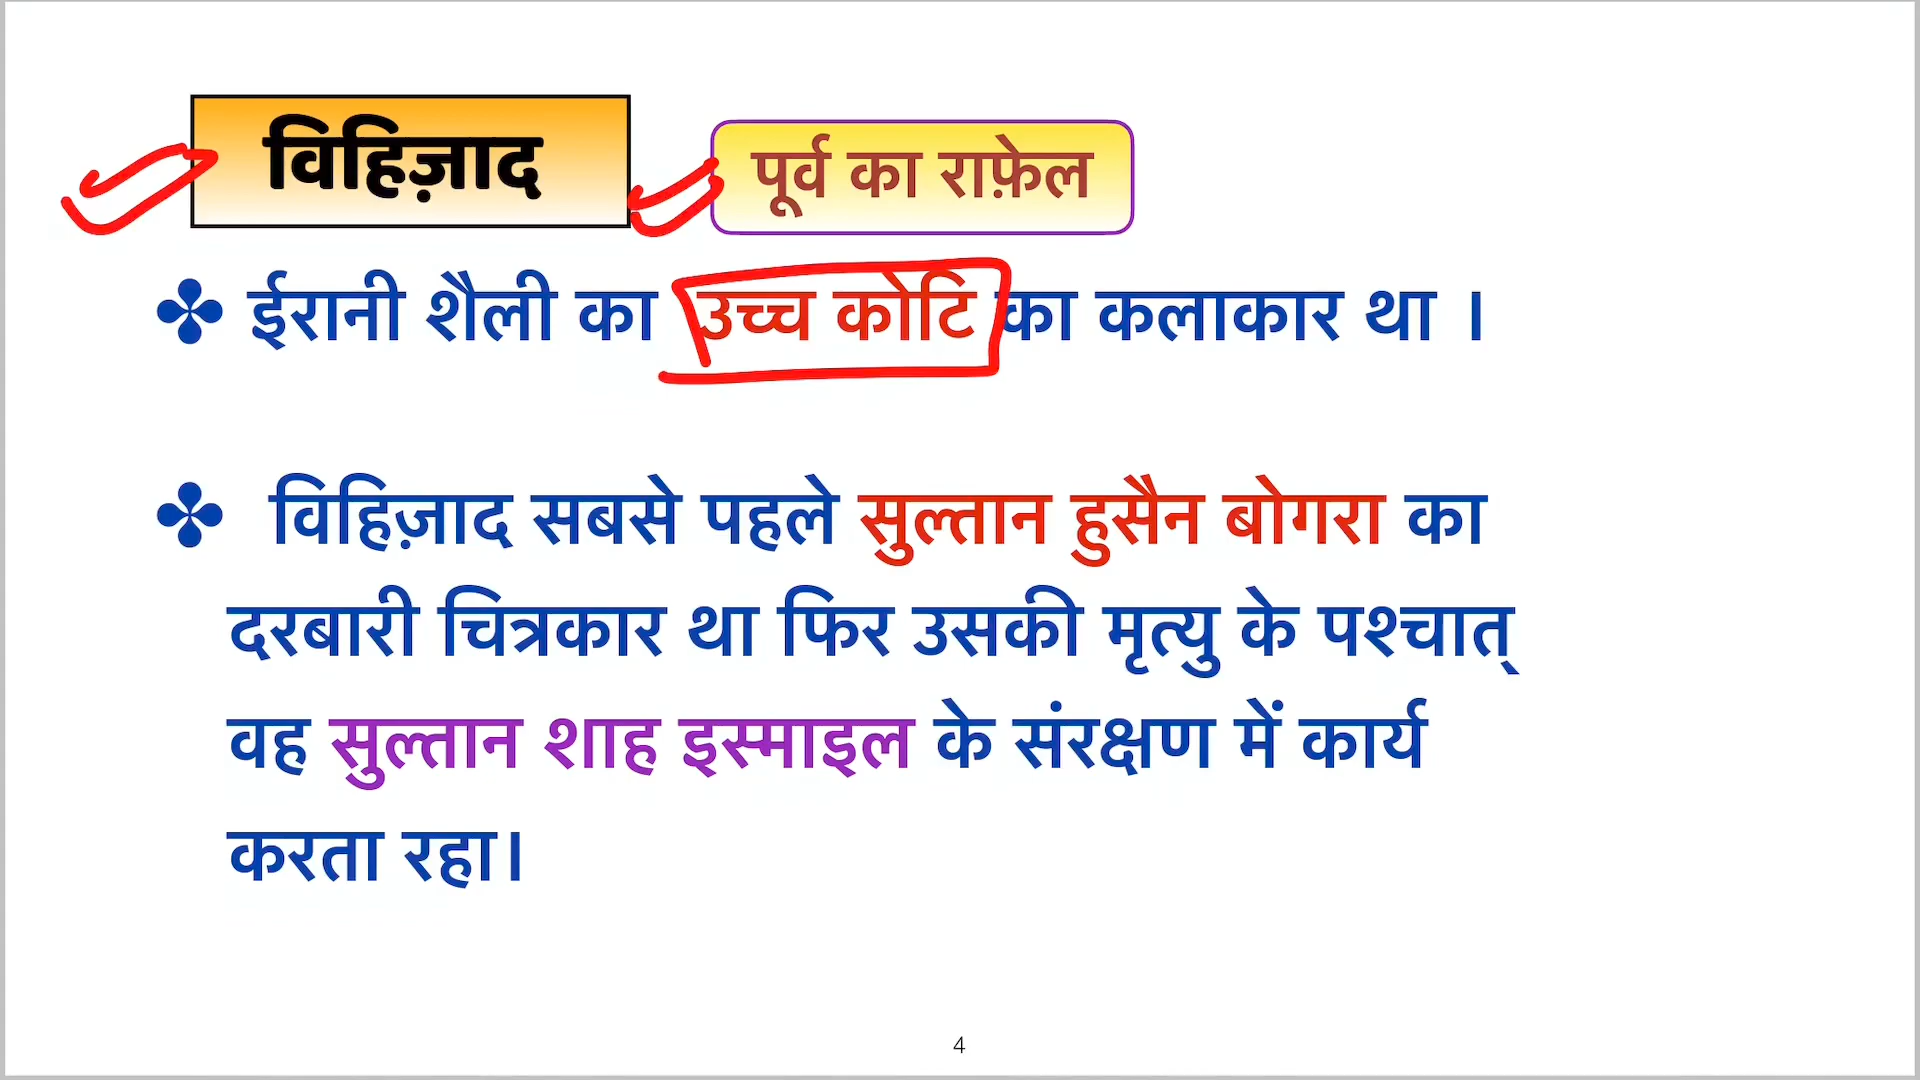 विहिज़ाद
पूर्व का राफ़ेल
ईरानी शैली का उच्च कोटि का कलाकार था ।
विहिज़ाद सबसे पहले सुल्तान हुसैन बोगरा का
दरबारी चित्रकार था फिर उसकी मृत्यु के पश्चात्
वह सुल्तान शाह इस्माइल के संरक्षण में कार्य
करता रहा।
4